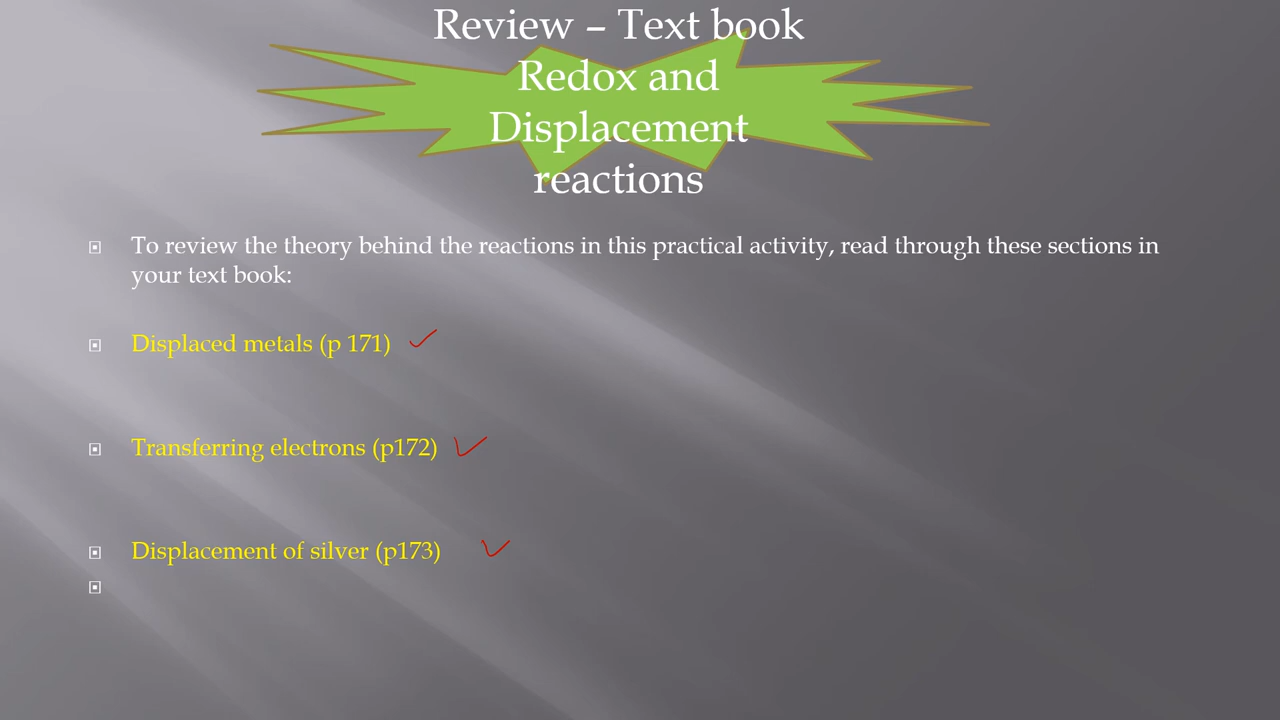 Review – Text book
Redox and
Displacement
reactions
To review the theory behind the reactions in this practical activity, read through these sections in
your text book:
Displaced metals (p 171)
Transferring electrons (p172)
Displacement of silver (p173)